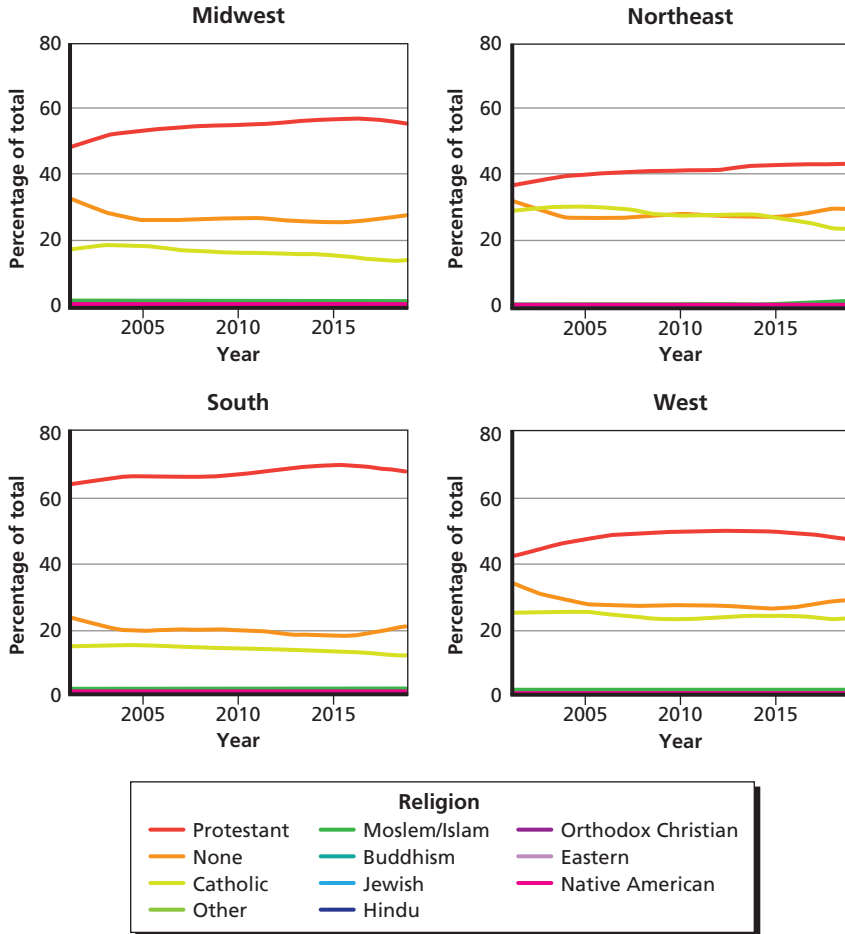 Midwest
Percentage of total
80
60
40
20
0
2005 2010 2015
Year
Northeast
Percentage of total
80
60
40
20
0
2005 2010 2015
Year
South
Percentage of total
80
60
40
20
0
2005 2010 2015
Year
West
Percentage of total
80
60
40
20
0
2005 2010 2015
Year
Religion
Protestant Moslem/Islam Orthodox Christian
None Buddhism Eastern
Catholic Jewish Native American
Other Hindu